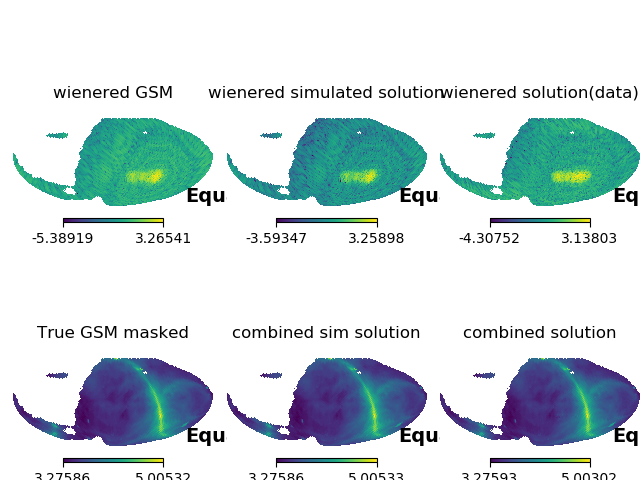 wienered GSM wienered simulated solution wienered solution(data)
Equ Equ Eq
-5.38919 3.26541 -3.59347 3.25898 -4.30752 3.13803
True GSM masked combined sim solution combined solution
Equ Equ Eq
3.27586 5.00532 3.27586 5.00533 3.27593 5.00302